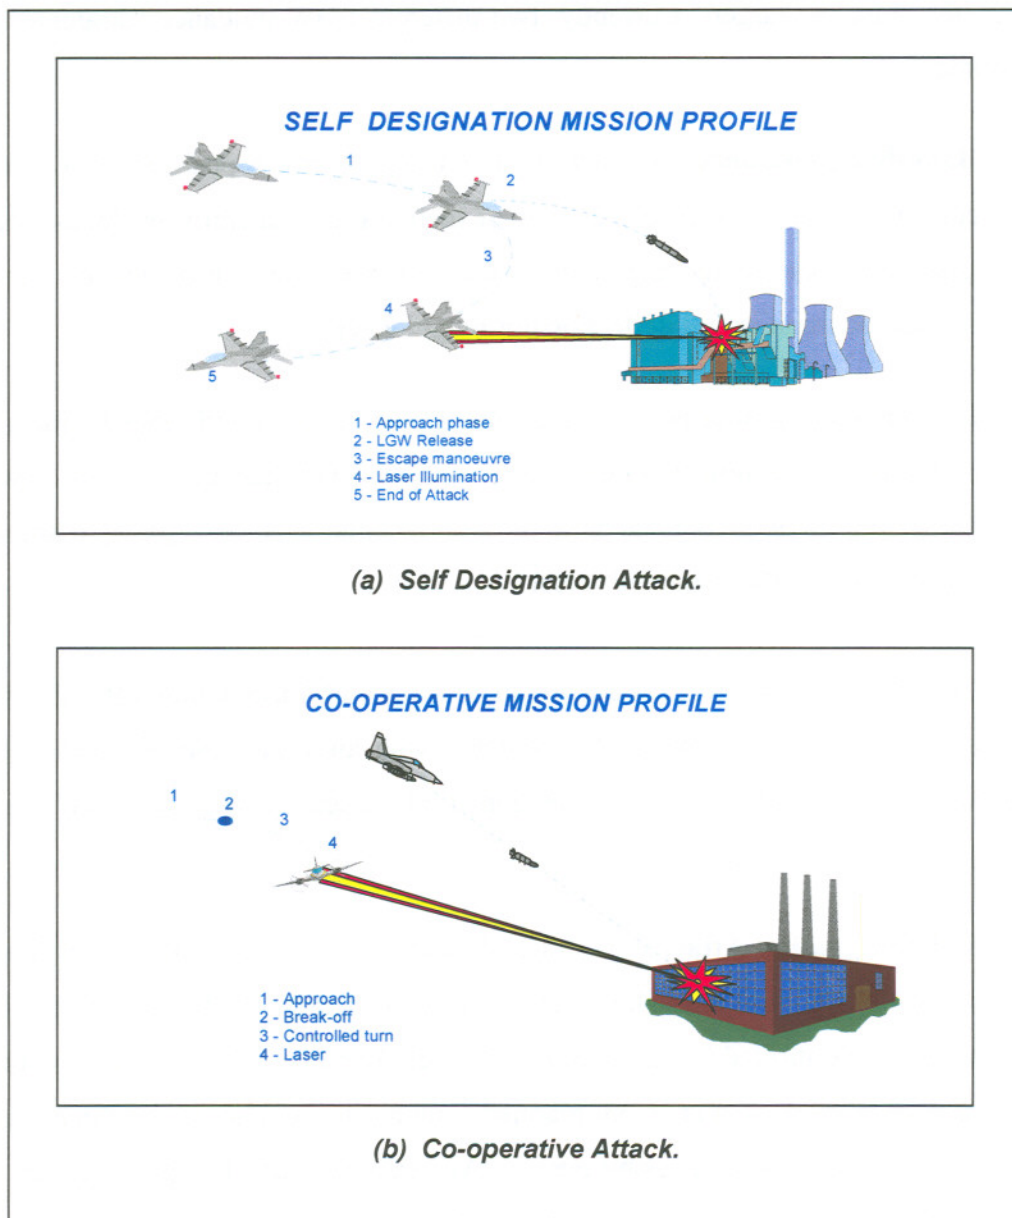 SELF DESIGNATION MISSION PROFILE
1
2
3
4
5
1 - Approach phase
2 - LGW Release
3 - Escape manoeuvre
4 - Laser Illumination
5 - End of Attack
(a) Self Designation Attack.
CO-OPERATIVE MISSION PROFILE
1
2
3
4
1 - Approach
2 - Break-off
3 - Controlled turn
4 - Laser
(b) Co-operative Attack.